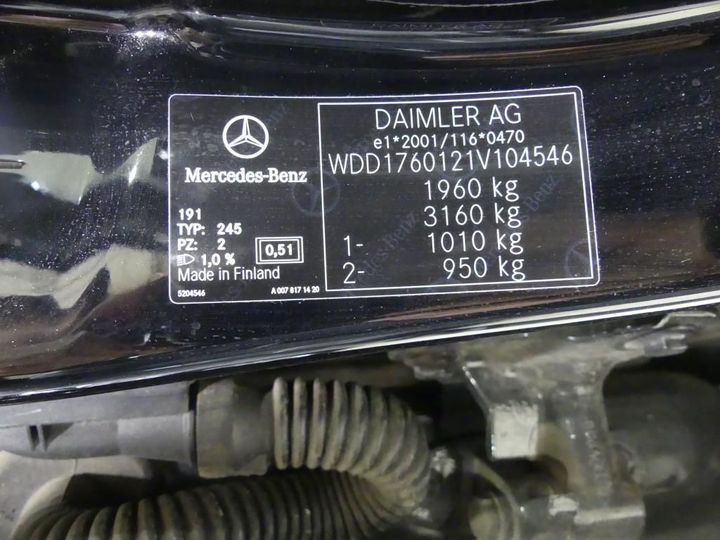 Mercedes-Benz
191
TYP: 245
PZ: 2
1,0 %
0,51
Made in Finland
5204546
A 007 817 14 20
DAIMLER AG
e1*2001/116*0470
WDD1760121V104546
1960 kg
3160 kg
1- 1010 kg
2- 950 kg